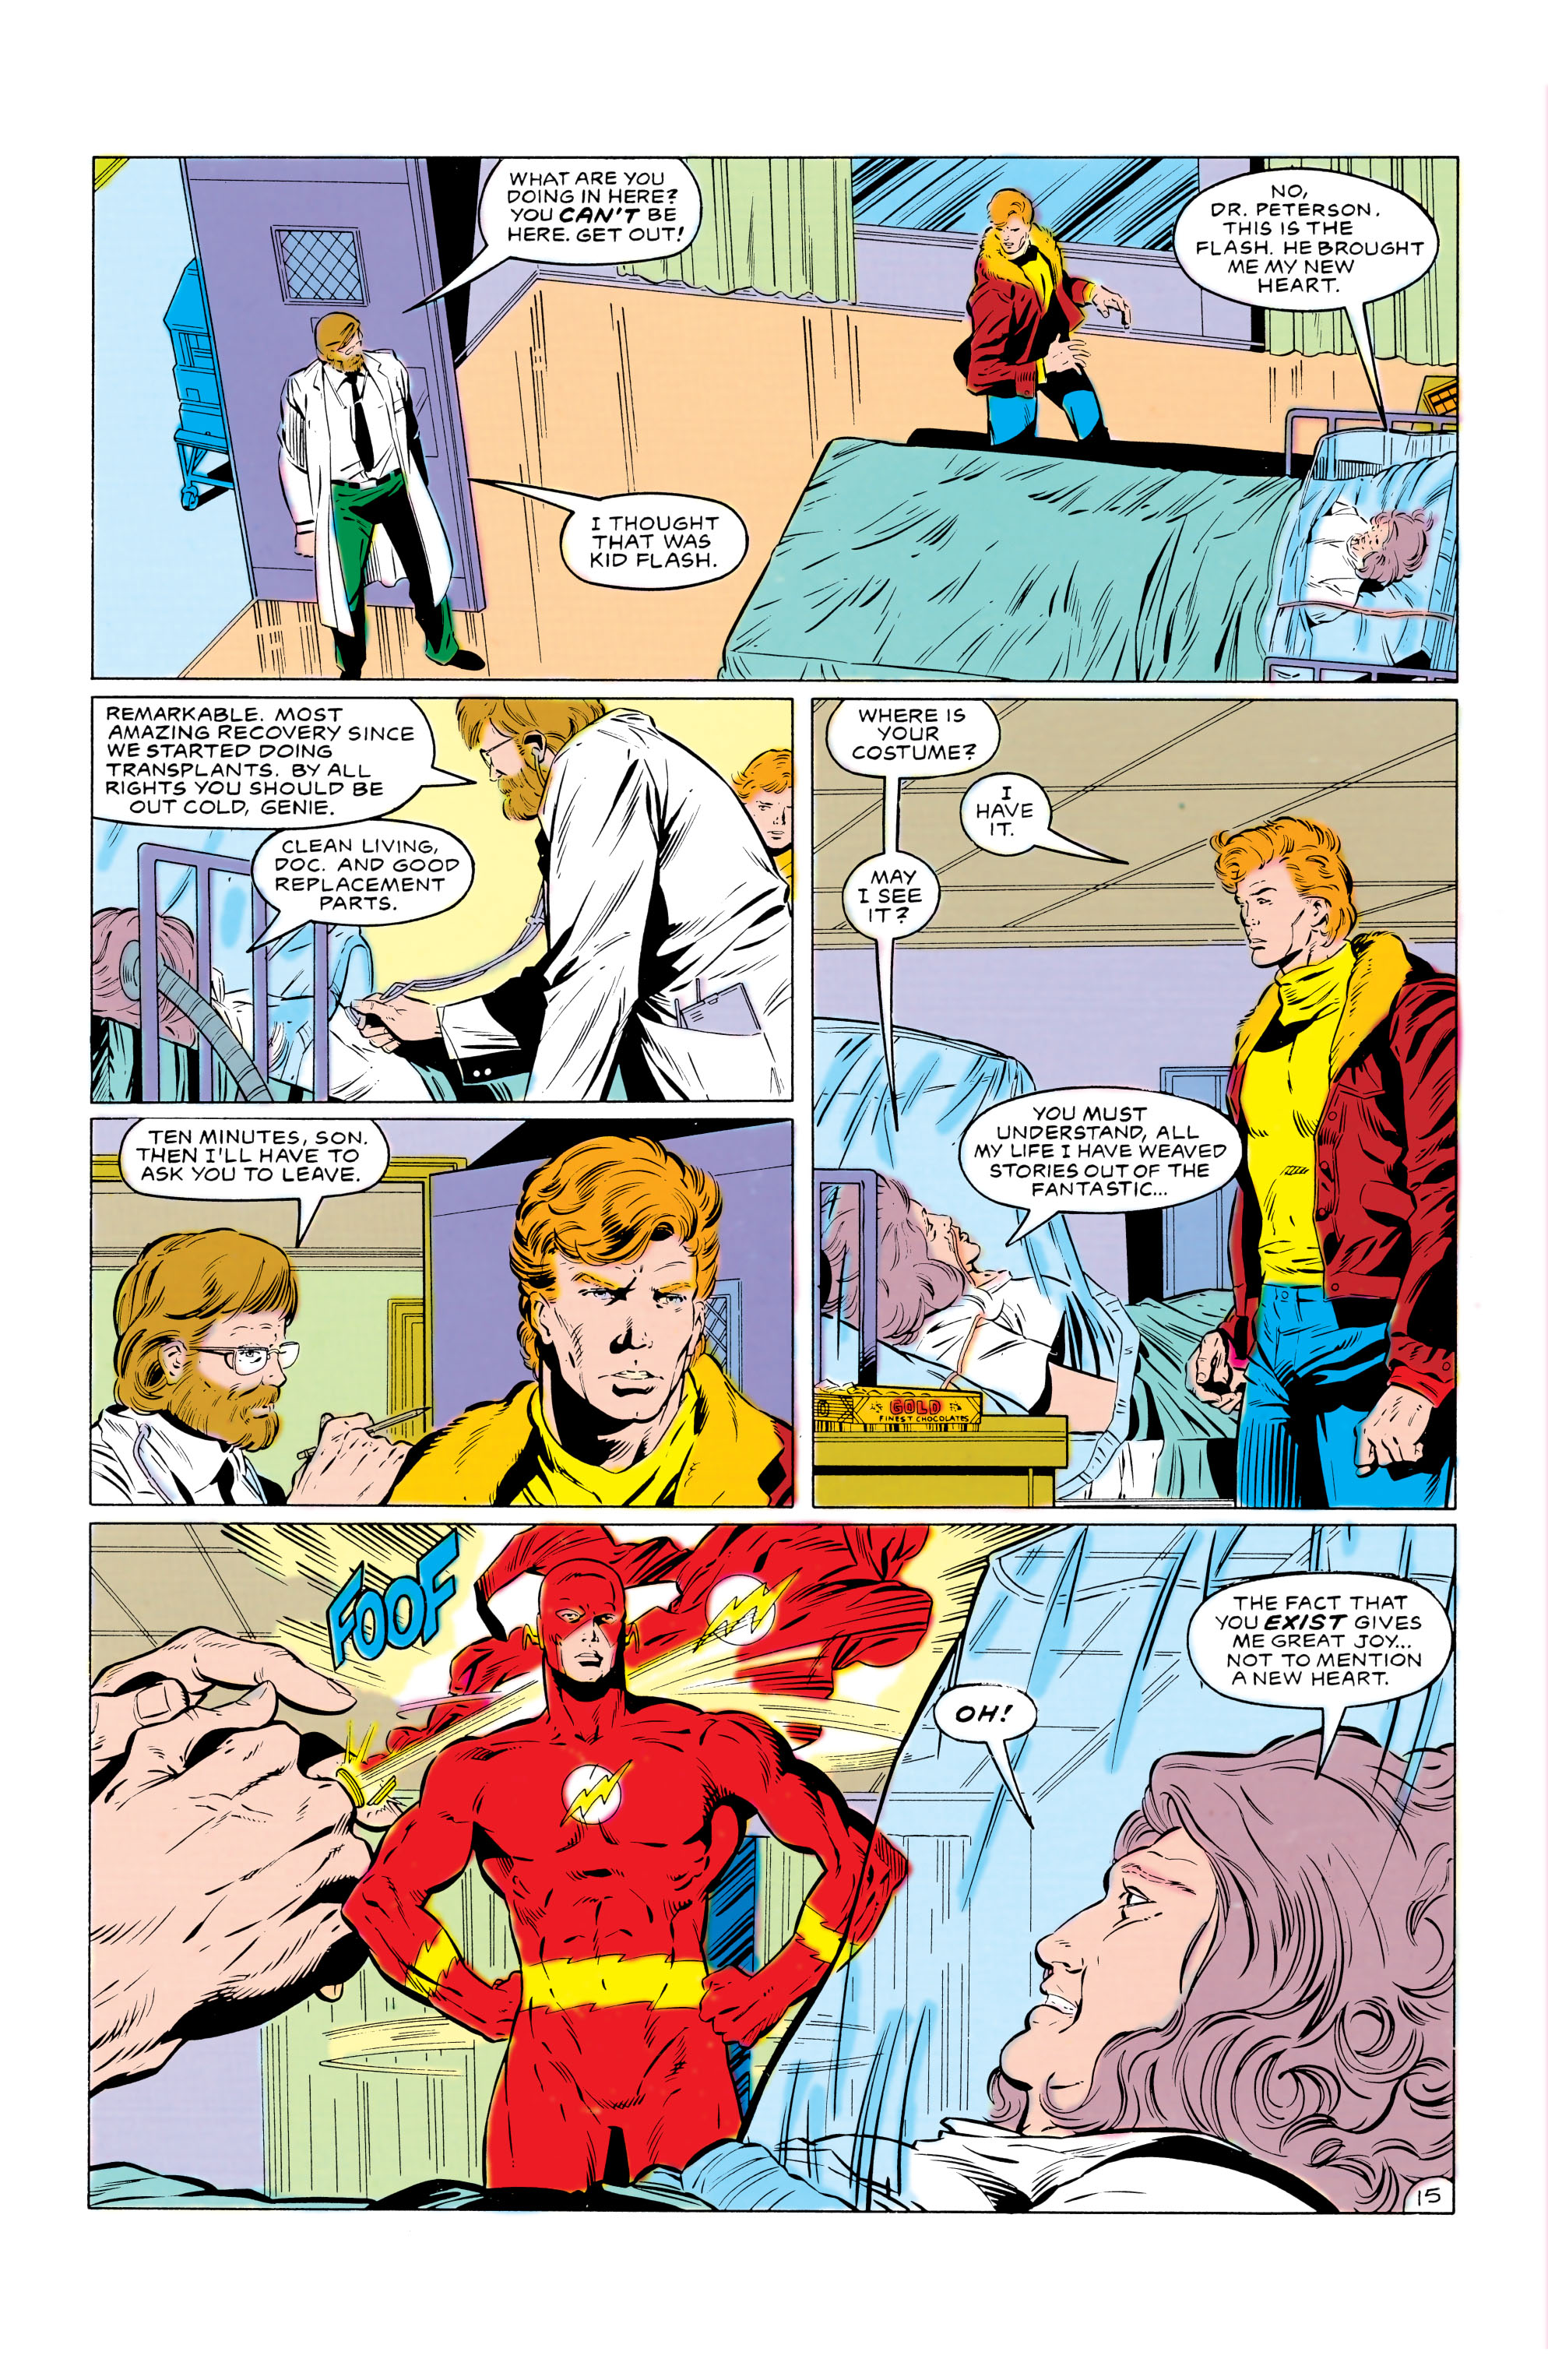 WHAT ARE YOU
DOING IN HERE?
YOU CAN'T BE
HERE. GET OUT!
NO,
DR. PETERSON.
THIS IS THE
FLASH. HE BROUGHT
ME MY NEW
HEART.
I THOUGHT
THAT WAS
KID FLASH.
REMARKABLE. MOST
AMAZING RECOVERY SINCE
WE STARTED DOING
TRANSPLANTS. BY ALL
RIGHTS YOU SHOULD BE
OUT COLD, GENIE.
CLEAN LIVING,
DOC. AND GOOD
REPLACEMENT
PARTS.
TEN MINUTES, SON.
THEN I'LL HAVE TO
ASK YOU TO LEAVE.
WHERE IS
YOUR
COSTUME?
I
HAVE
IT.
MAY
I SEE
IT?
YOU MUST
UNDERSTAND, ALL
MY LIFE I HAVE WEAVED
STORIES OUT OF THE
FANTASTIC...
GOLD
FINEST CHOCOLATES
FOOF
THE FACT THAT
YOU EXIST GIVES
ME GREAT JOY...
NOT TO MENTION
A NEW HEART.
OH!
15